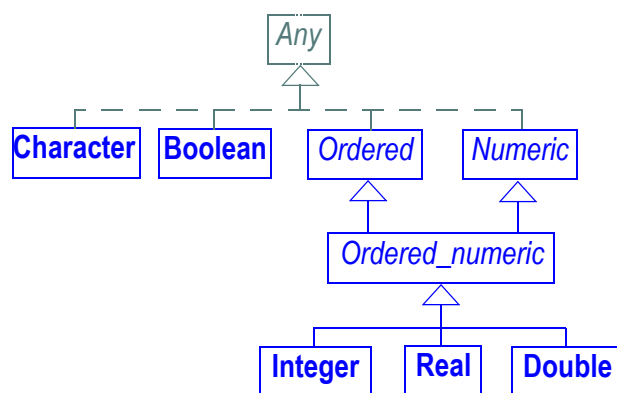 Any
Character Boolean Ordered Numeric
Ordered_numeric
Integer Real Double